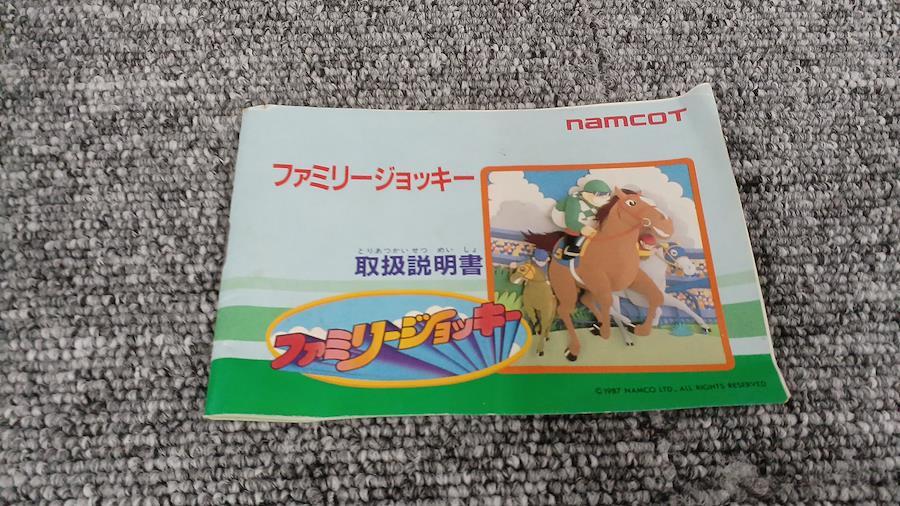 namcoT
ファミリージョッキー
とりあつかいせつ めい しょ
取扱説明書
ファミリージョッキー
©1987 NAMCO LTD., ALL RIGHTS RESERVED